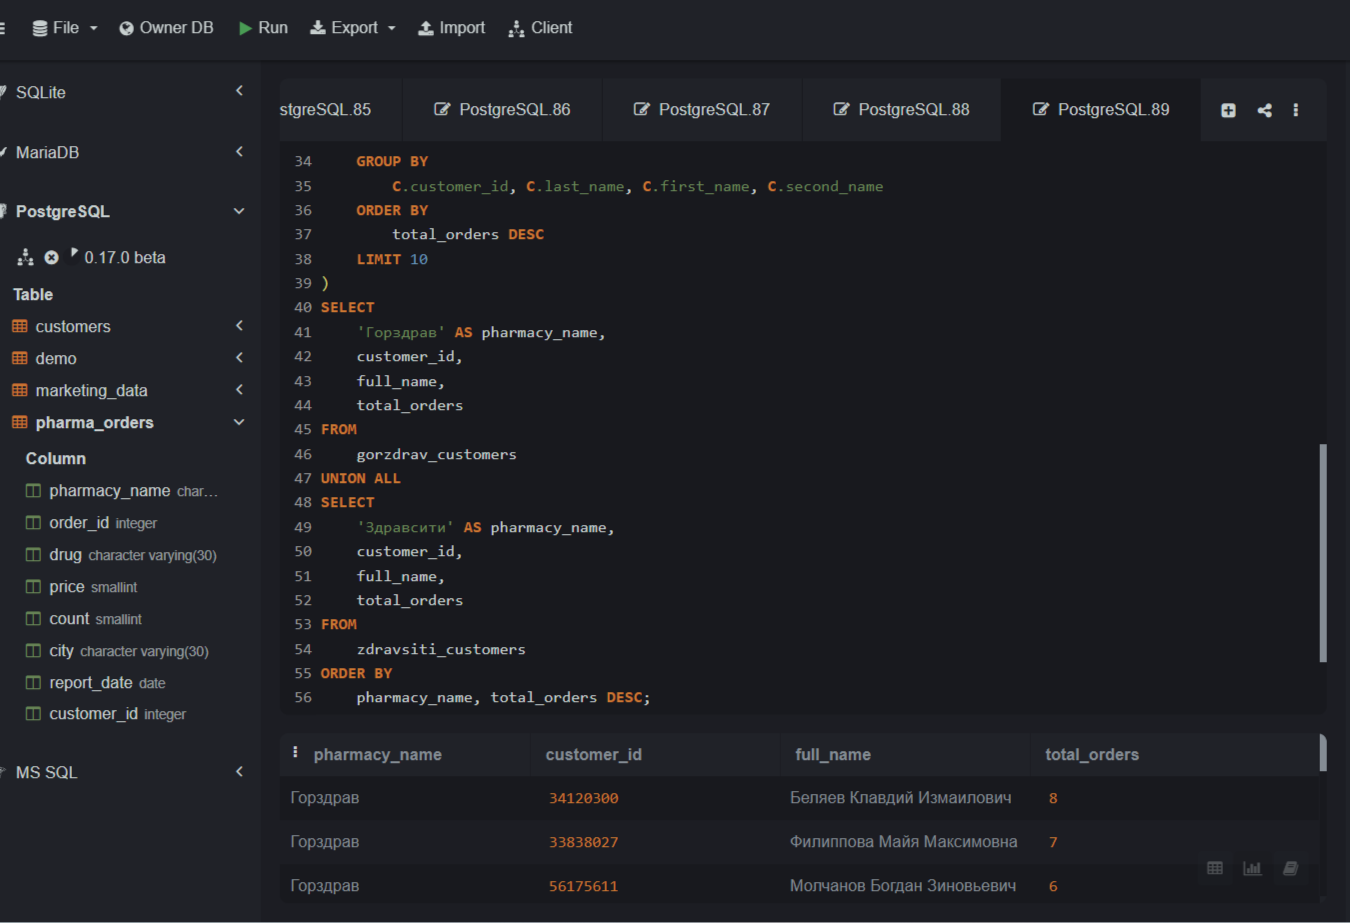 File
Owner DB
Run
Export
Import
Client
SQLite
MariaDB
PostgreSQL
0.17.0 beta
Table
customers
demo
marketing_data
pharma_orders
Column
pharmacy_name char...
order_id integer
drug character varying(30)
price smallint
count smallint
city character varying(30)
report_date date
customer_id integer
MS SQL
stgreSQL.85
PostgreSQL.86
PostgreSQL.87
PostgreSQL.88
PostgreSQL.89
34 GROUP BY
35 C.customer_id, C.last_name, C.first_name, C.second_name
36 ORDER BY
37 total_orders DESC
38 LIMIT 10
39 )
40 SELECT
41 'Горздрав' AS pharmacy_name,
42 customer_id,
43 full_name,
44 total_orders
45 FROM
46 gorzdrav_customers
47 UNION ALL
48 SELECT
49 'Здравсити' AS pharmacy_name,
50 customer_id,
51 full_name,
52 total_orders
53 FROM
54 zdravsiti_customers
55 ORDER BY
56 pharmacy_name, total_orders DESC;
pharmacy_name customer_id full_name total_orders
Горздрав 34120300 Беляев Клавдий Измаилович 8
Горздрав 33838027 Филиппова Майя Максимовна 7
Горздрав 56175611 Молчанов Богдан Зиновьевич 6